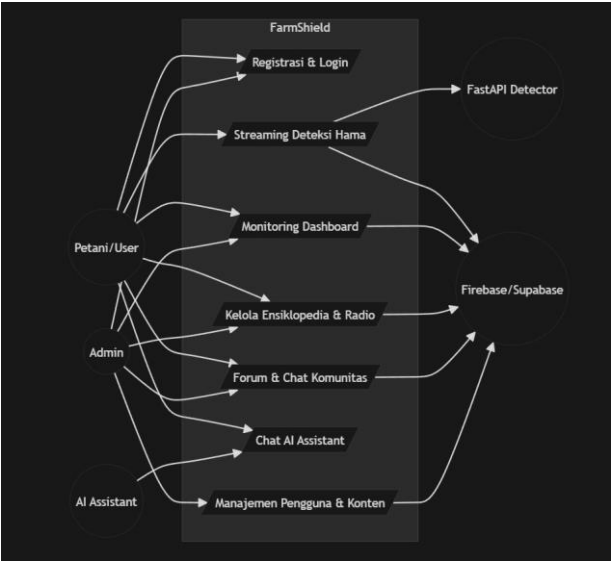 FarmShield
Registrasi & Login
FastAPI Detector
Streaming Deteksi Hama
Monitoring Dashboard
Petani/User
Firebase/Supabase
Kelola Ensiklopedia & Radio
Admin
Forum & Chat Komunitas
Chat AI Assistant
AI Assistant
Manajemen Pengguna & Konten